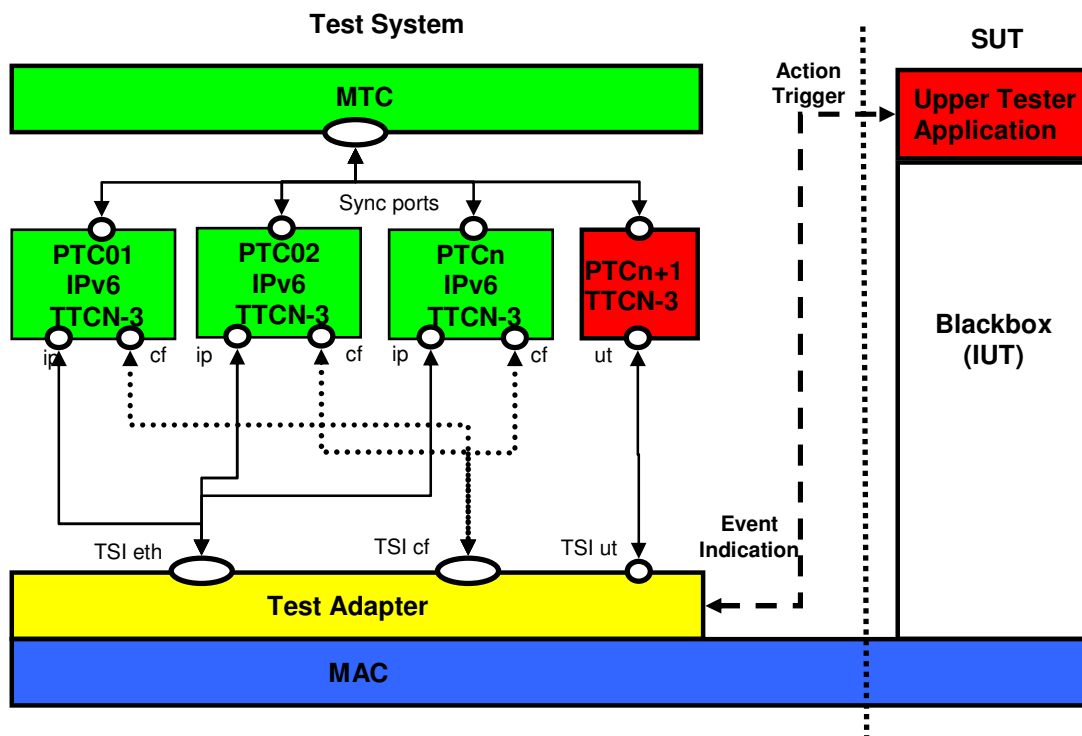 Test System
SUT
MTC
Action
Trigger
Upper Tester
Application
Sync ports
PTC01
IPv6
TTCN-3
PTC02
IPv6
TTCN-3
PTCn
IPv6
TTCN-3
PTCn+1
TTCN-3
Blackbox
(IUT)
ip
cf
ip
cf
ip
cf
ut
TSI eth
TSI cf
TSI ut
Event
Indication
Test Adapter
MAC